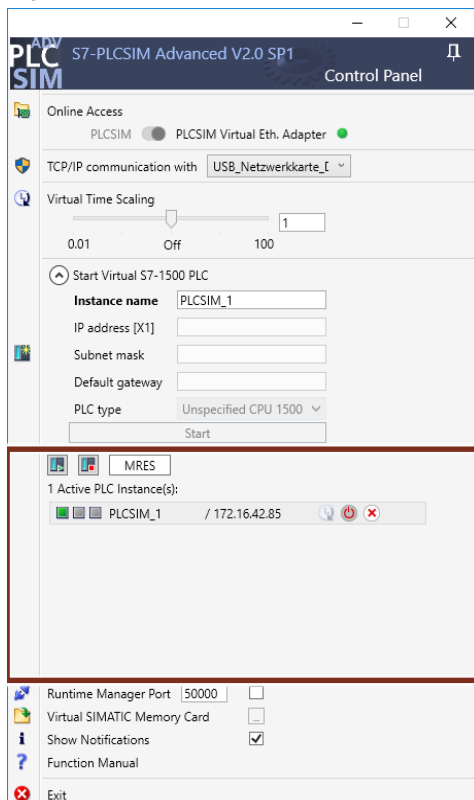 PLC ADV SIM
S7-PLCSIM Advanced V2.0 SP1
Control Panel
Online Access
PLCSIM PLCSIM Virtual Eth. Adapter
TCP/IP communication with USB_Netzwerkkarte_D
Virtual Time Scaling
1
0.01 Off 100
Start Virtual S7-1500 PLC
Instance name PLCSIM_1
IP address [X1]
Subnet mask
Default gateway
PLC type Unspecified CPU 1500
Start
MRES
1 Active PLC Instance(s):
PLCSIM_1 / 172.16.42.85
Runtime Manager Port 50000
Virtual SIMATIC Memory Card ...
Show Notifications
Function Manual
Exit